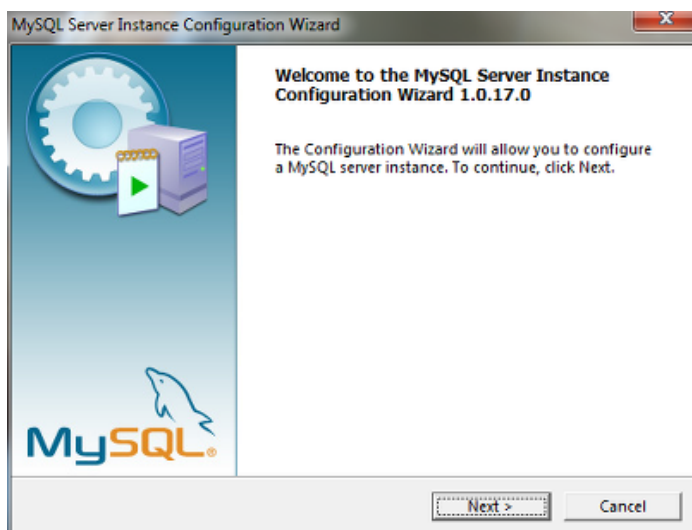 MySQL Server Instance Configuration Wizard
Welcome to the MySQL Server Instance
Configuration Wizard 1.0.17.0
The Configuration Wizard will allow you to configure
a MySQL server instance. To continue, click Next.
MySQL®
Next >
Cancel